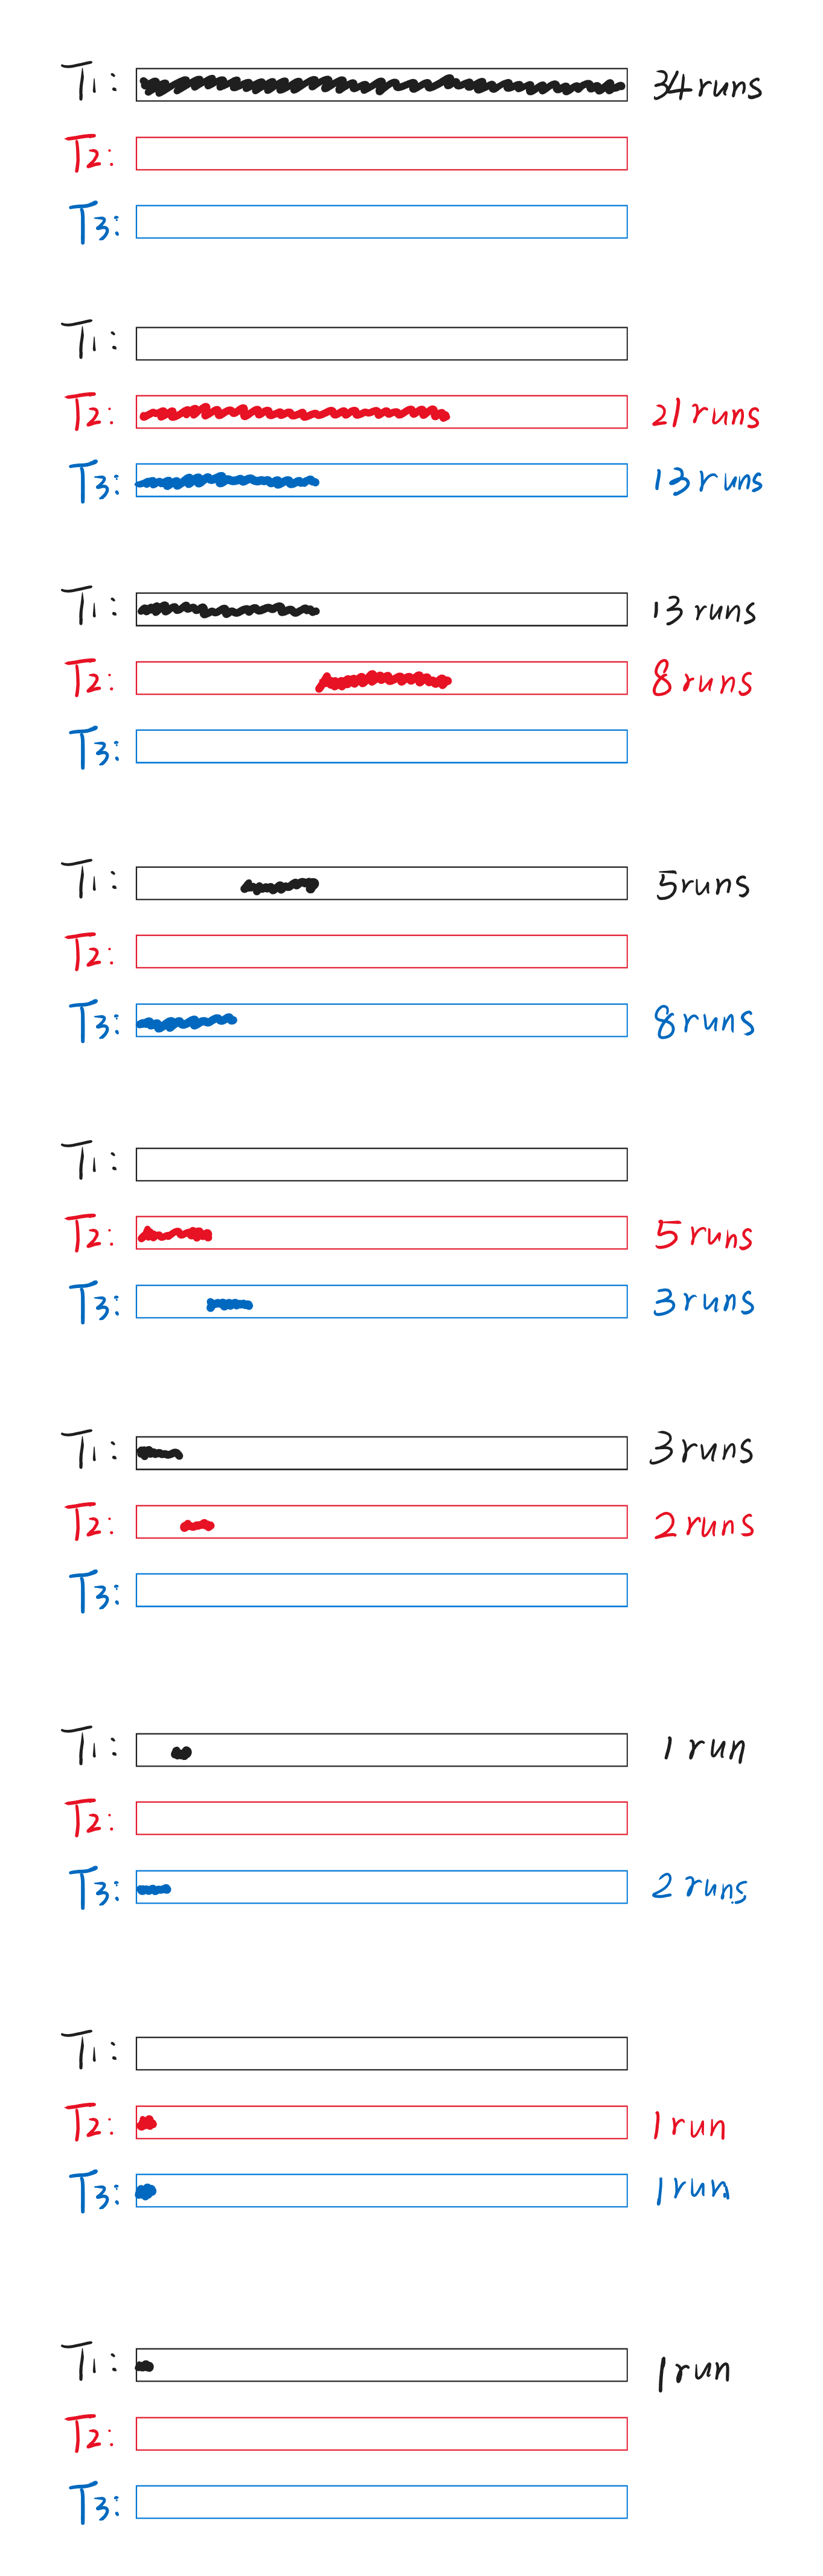 T1: 34 runs
T2:
T3:
T1:
T2: 21 runs
T3: 13 runs
T1: 13 runs
T2: 8 runs
T3:
T1: 5 runs
T2:
T3: 8 runs
T1:
T2: 5 runs
T3: 3 runs
T1: 3 runs
T2: 2 runs
T3:
T1: 1 run
T2:
T3: 2 runs
T1:
T2: 1 run
T3: 1 run
T1: 1 run
T2:
T3: